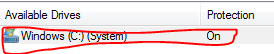 Available Drives Protection
Windows (C:) (System) On